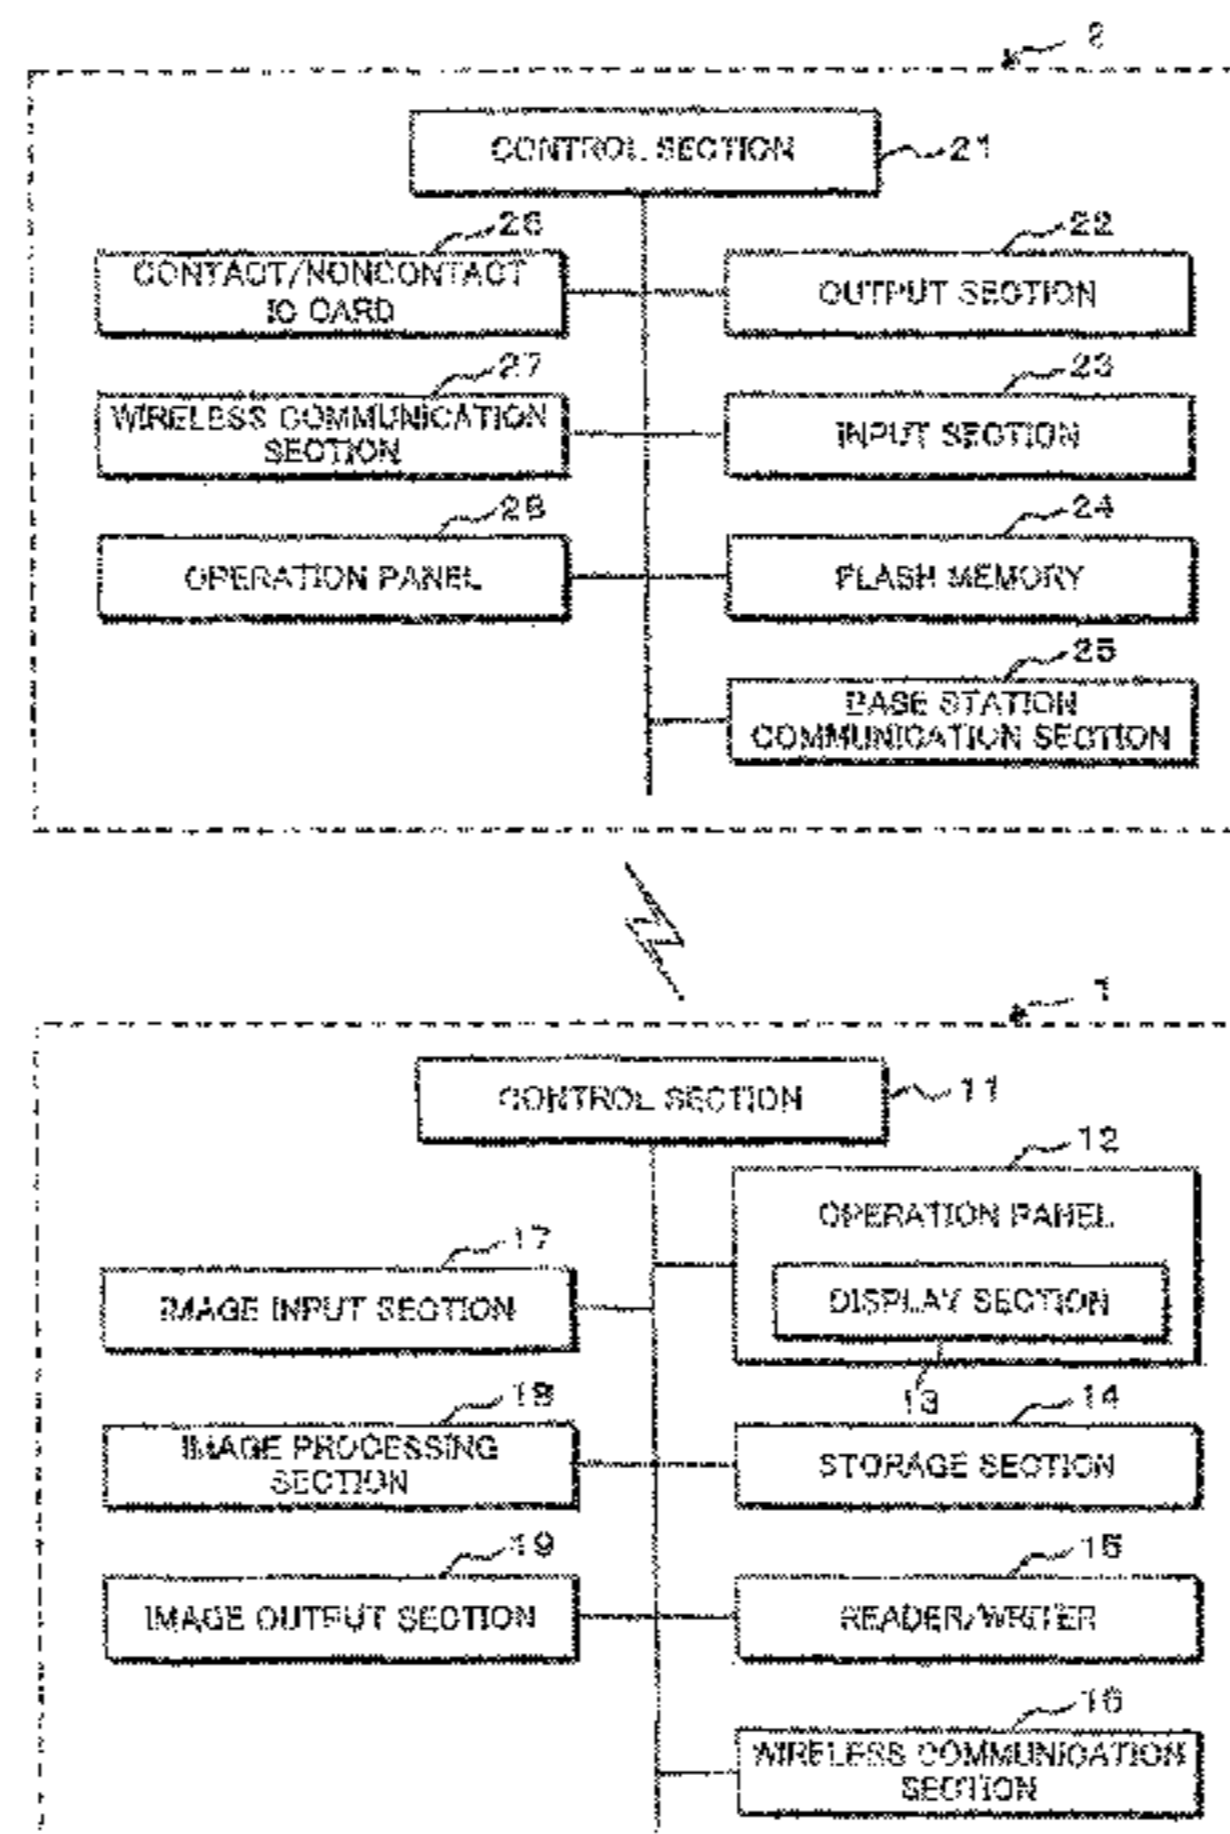 2
CONTROL SECTION
21
26
CONTACT/NONCONTACT
IC CARD
22
OUTPUT SECTION
27
WIRELESS COMMUNICATION
SECTION
23
INPUT SECTION
28
OPERATION PANEL
24
FLASH MEMORY
25
BASE STATION
COMMUNICATION SECTION
1
CONTROL SECTION
11
12
OPERATION PANEL
17
IMAGE INPUT SECTION
DISPLAY SECTION
13
18
IMAGE PROCESSING
SECTION
14
STORAGE SECTION
19
IMAGE OUTPUT SECTION
15
READER/WRITER
16
WIRELESS COMMUNICATION
SECTION